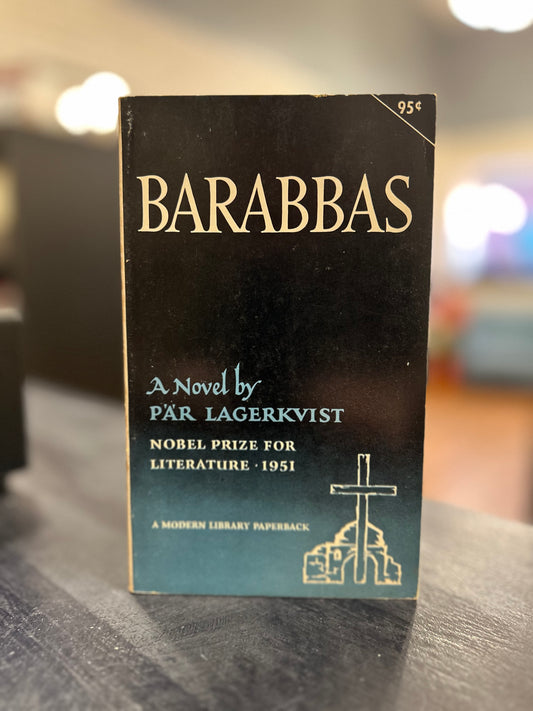 95¢
BARABBAS
A Novel by
PÄR LAGERKVIST
NOBEL PRIZE FOR
LITERATURE · 1951
A MODERN LIBRARY PAPERBACK